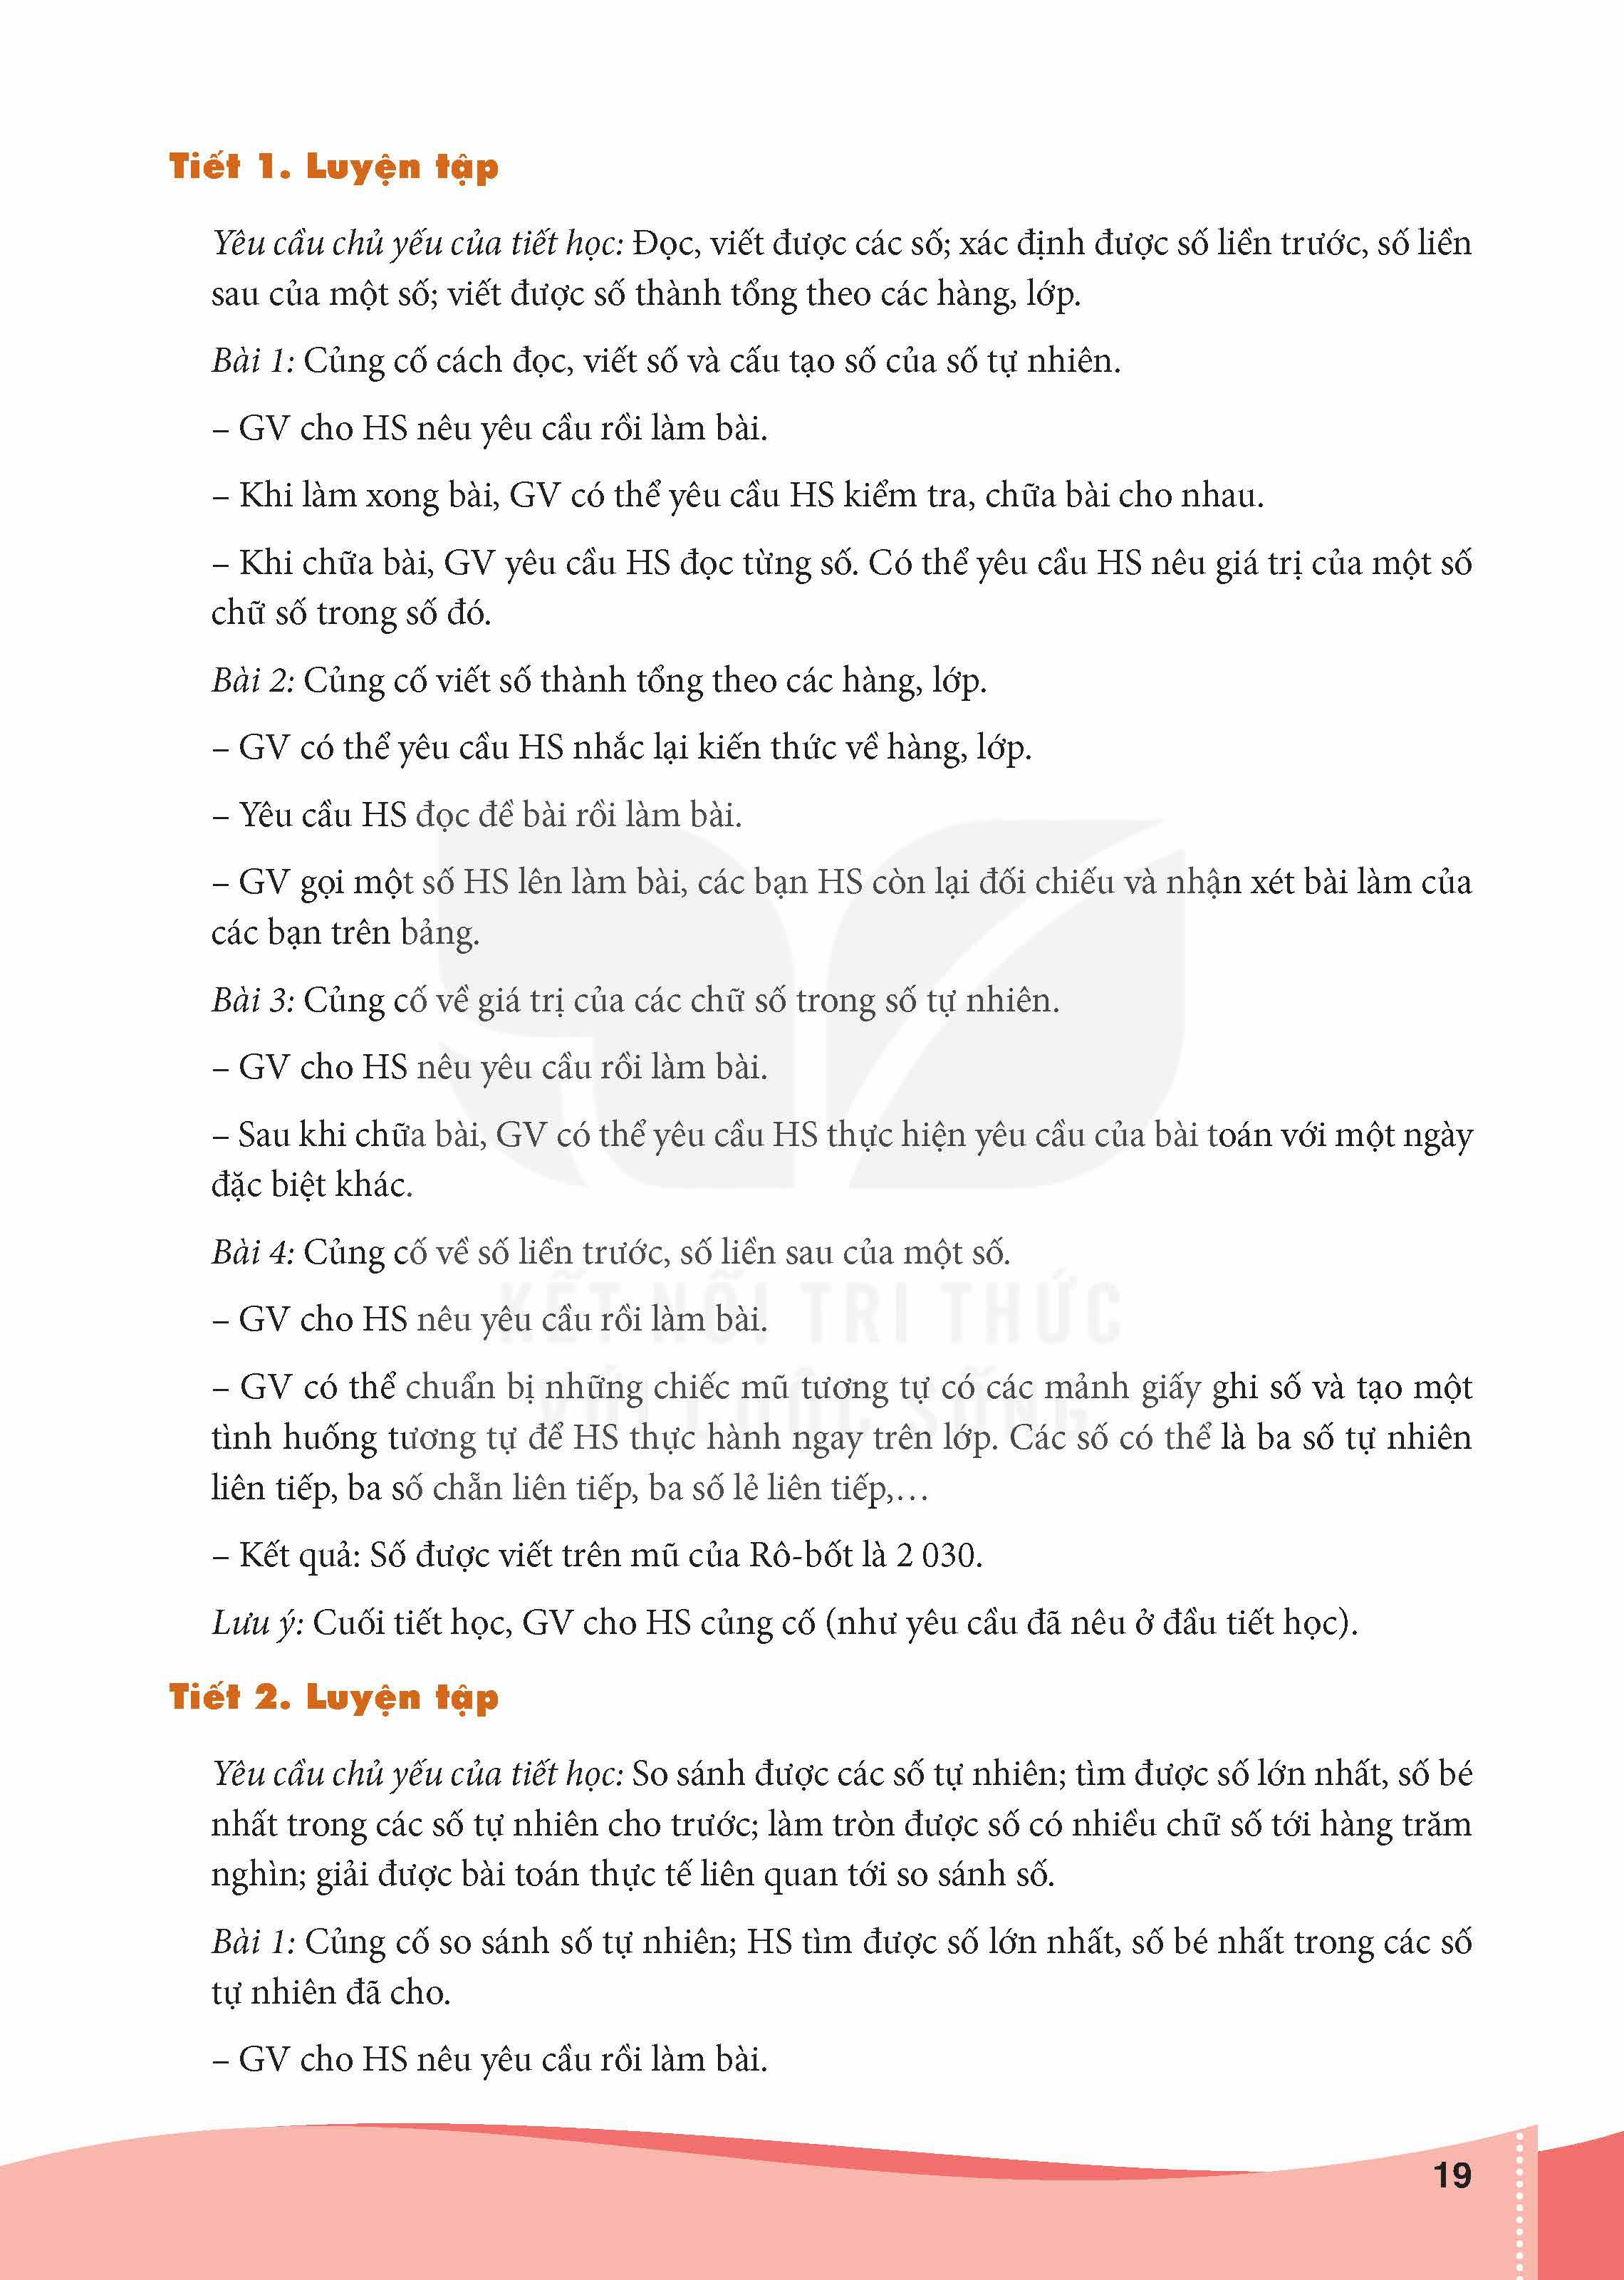 Tiết 1. Luyện tập
Yêu cầu chủ yếu của tiết học: Đọc, viết được các số; xác định được số liền trước, số liền
sau của một số; viết được số thành tổng theo các hàng, lớp.
Bài 1: Củng cố cách đọc, viết số và cấu tạo số của số tự nhiên.
– GV cho HS nêu yêu cầu rồi làm bài.
– Khi làm xong bài, GV có thể yêu cầu HS kiểm tra, chữa bài cho nhau.
– Khi chữa bài, GV yêu cầu HS đọc từng số. Có thể yêu cầu HS nêu giá trị của một số
chữ số trong số đó.
Bài 2: Củng cố viết số thành tổng theo các hàng, lớp.
– GV có thể yêu cầu HS nhắc lại kiến thức về hàng, lớp.
– Yêu cầu HS đọc đề bài rồi làm bài.
– GV gọi một số HS lên làm bài, các bạn HS còn lại đối chiếu và nhận xét bài làm của
các bạn trên bảng.
Bài 3: Củng cố về giá trị của các chữ số trong số tự nhiên.
– GV cho HS nêu yêu cầu rồi làm bài.
– Sau khi chữa bài, GV có thể yêu cầu HS thực hiện yêu cầu của bài toán với một ngày
đặc biệt khác.
Bài 4: Củng cố về số liền trước, số liền sau của một số.
KẾT NỐI TRI THỨC
– GV cho HS nêu yêu cầu rồi làm bài.
VỚI CUỘC SỐNG
– GV có thể chuẩn bị những chiếc mũ tương tự có các mảnh giấy ghi số và tạo một
tình huống tương tự để HS thực hành ngay trên lớp. Các số có thể là ba số tự nhiên
liên tiếp, ba số chẵn liên tiếp, ba số lẻ liên tiếp,…
– Kết quả: Số được viết trên mũ của Rô-bốt là 2 030.
Lưu ý: Cuối tiết học, GV cho HS củng cố (như yêu cầu đã nêu ở đầu tiết học).
Tiết 2. Luyện tập
Yêu cầu chủ yếu của tiết học: So sánh được các số tự nhiên; tìm được số lớn nhất, số bé
nhất trong các số tự nhiên cho trước; làm tròn được số có nhiều chữ số tới hàng trăm
nghìn; giải được bài toán thực tế liên quan tới so sánh số.
Bài 1: Củng cố so sánh số tự nhiên; HS tìm được số lớn nhất, số bé nhất trong các số
tự nhiên đã cho.
– GV cho HS nêu yêu cầu rồi làm bài.
19